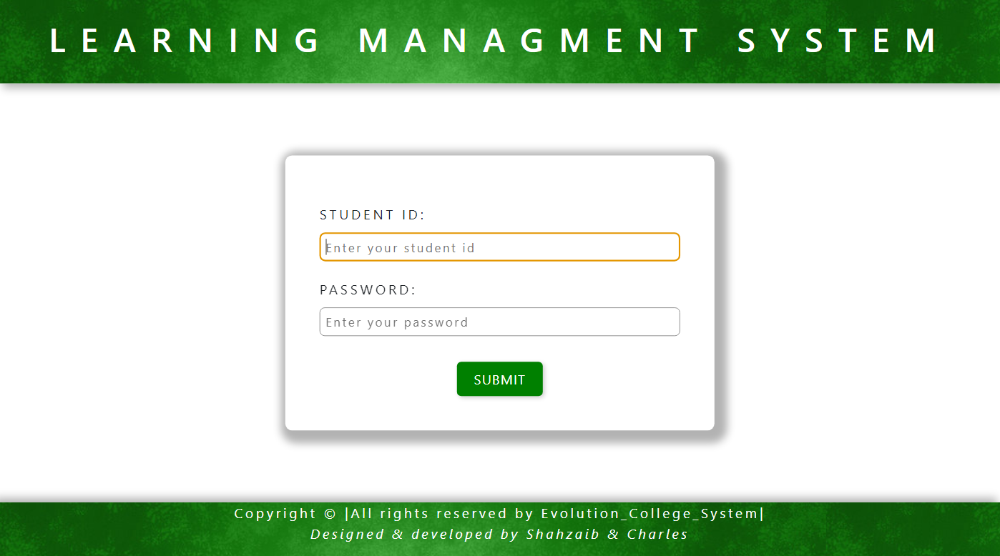 LEARNING MANAGMENT SYSTEM
STUDENT ID:
Enter your student id
PASSWORD:
Enter your password
SUBMIT
Copyright © |All rights reserved by Evolution_College_System|
Designed & developed by Shahzaib & Charles